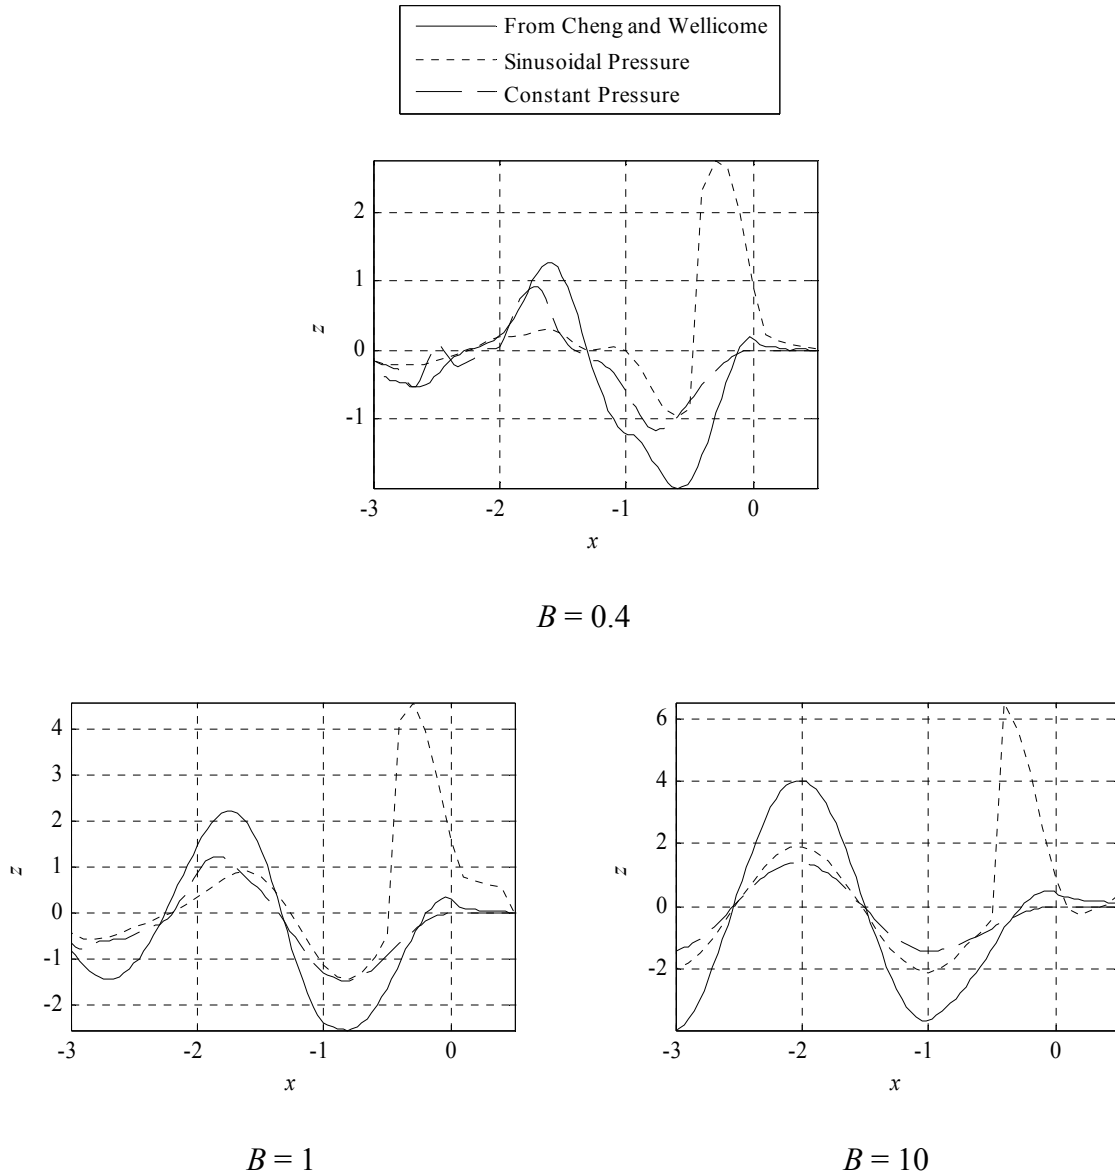 From Cheng and Wellicome
Sinusoidal Pressure
Constant Pressure
2
1
0
-1
z
-3
-2
-1
0
x
B = 0.4
4
3
2
1
0
-1
-2
z
-3
-2
-1
0
x
B = 1
6
4
2
0
-2
z
-3
-2
-1
0
x
B = 10